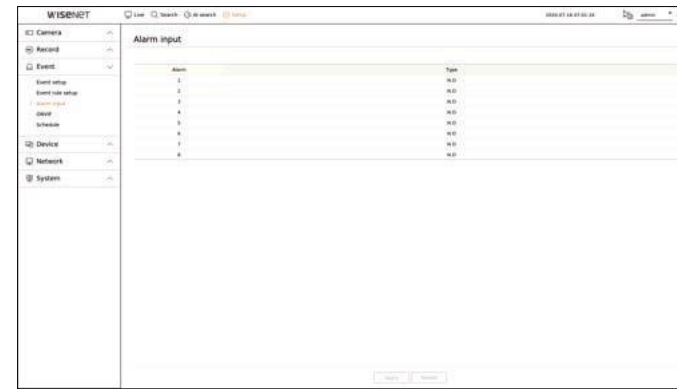 WISENET
Live Search AI search Setup
admin
Camera
Record
Event
Event setup
Event rule setup
Alarm input
ONVIF
Schedule
Device
Network
System
Alarm input
Alarm Type
1 N.O
2 N.O
3 N.O
4 N.O
5 N.O
6 N.O
7 N.O
8 N.O
Apply